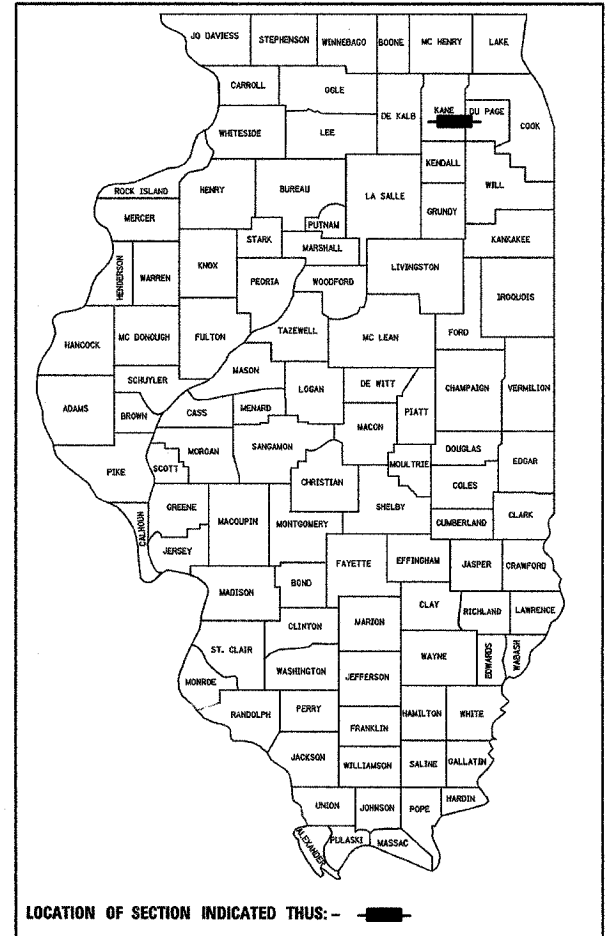 JO DAVIESS STEPHENSON WINNEBAGO BOONE MC HENRY LAKE
CARROLL OGLE DE KALB KANE DU PAGE COOK
WHITESIDE LEE
KENDALL WILL
ROCK ISLAND HENRY BUREAU LA SALLE GRUNDY
MERCER PUTNAM KANKAKEE
STARK MARSHALL
HENDERSON WARREN KNOX PEORIA WOODFORD LIVINGSTON IROQUOIS
FORD
HANCOCK MC DONOUGH FULTON TAZEWELL MC LEAN
MASON
SCHUYLER LOGAN DE WITT CHAMPAIGN VERMILION
ADAMS BROWN CASS MENARD MACON PIATT
MORGAN SANGAMON DOUGLAS EDGAR
PIKE SCOTT CHRISTIAN MOULTRIE COLES
SHELBY
CALHOUN GREENE MACOUPIN MONTGOMERY CUMBERLAND CLARK
JERSEY FAYETTE EFFINGHAM JASPER CRAWFORD
MADISON BOND
CLAY RICHLAND LAWRENCE
CLINTON MARION
ST. CLAIR WAYNE EDWARDS WABASH
WASHINGTON JEFFERSON
MONROE
RANDOLPH PERRY HAMILTON WHITE
FRANKLIN
JACKSON WILLIAMSON SALINE GALLATIN
UNION JOHNSON POPE HARDIN
ALEXANDER PULASKI MASSAC
LOCATION OF SECTION INDICATED THUS: -